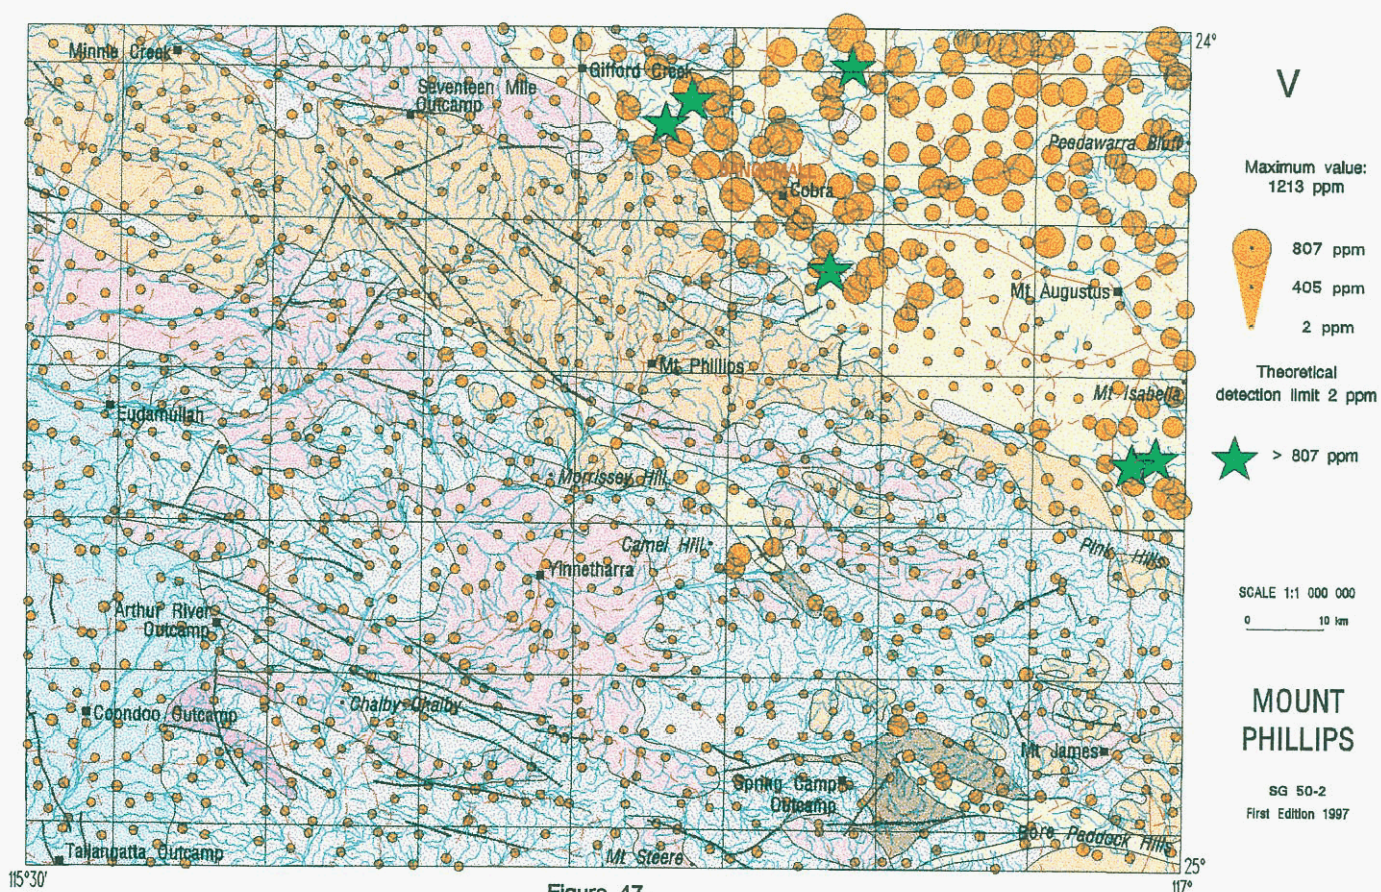 24°
Minnie Creek
Gifford Creek
V
Seventeen Mile
Outcamp
Peedawarra Bluff
Maximum value:
1213 ppm
Cobra
807 ppm
405 ppm
2 ppm
Mt Augustus
Mt Phillips
Theoretical
detection limit 2 ppm
Mt Isabella
Eudamullah
> 807 ppm
Morrissey Hill
Camel Hill
Pink Hills
Yinnetharra
SCALE 1:1 000 000
0 10 km
Arthur River
Outcamp
Chalby Chalby
Coondoo Outcamp
MOUNT
PHILLIPS
Mt James
Spring Camp
Outcamp
SG 50-2
First Edition 1997
Bore Paddock Hills
Tallangatta Outcamp
Mt Steere
25°
115°30'
Figure 47
117°